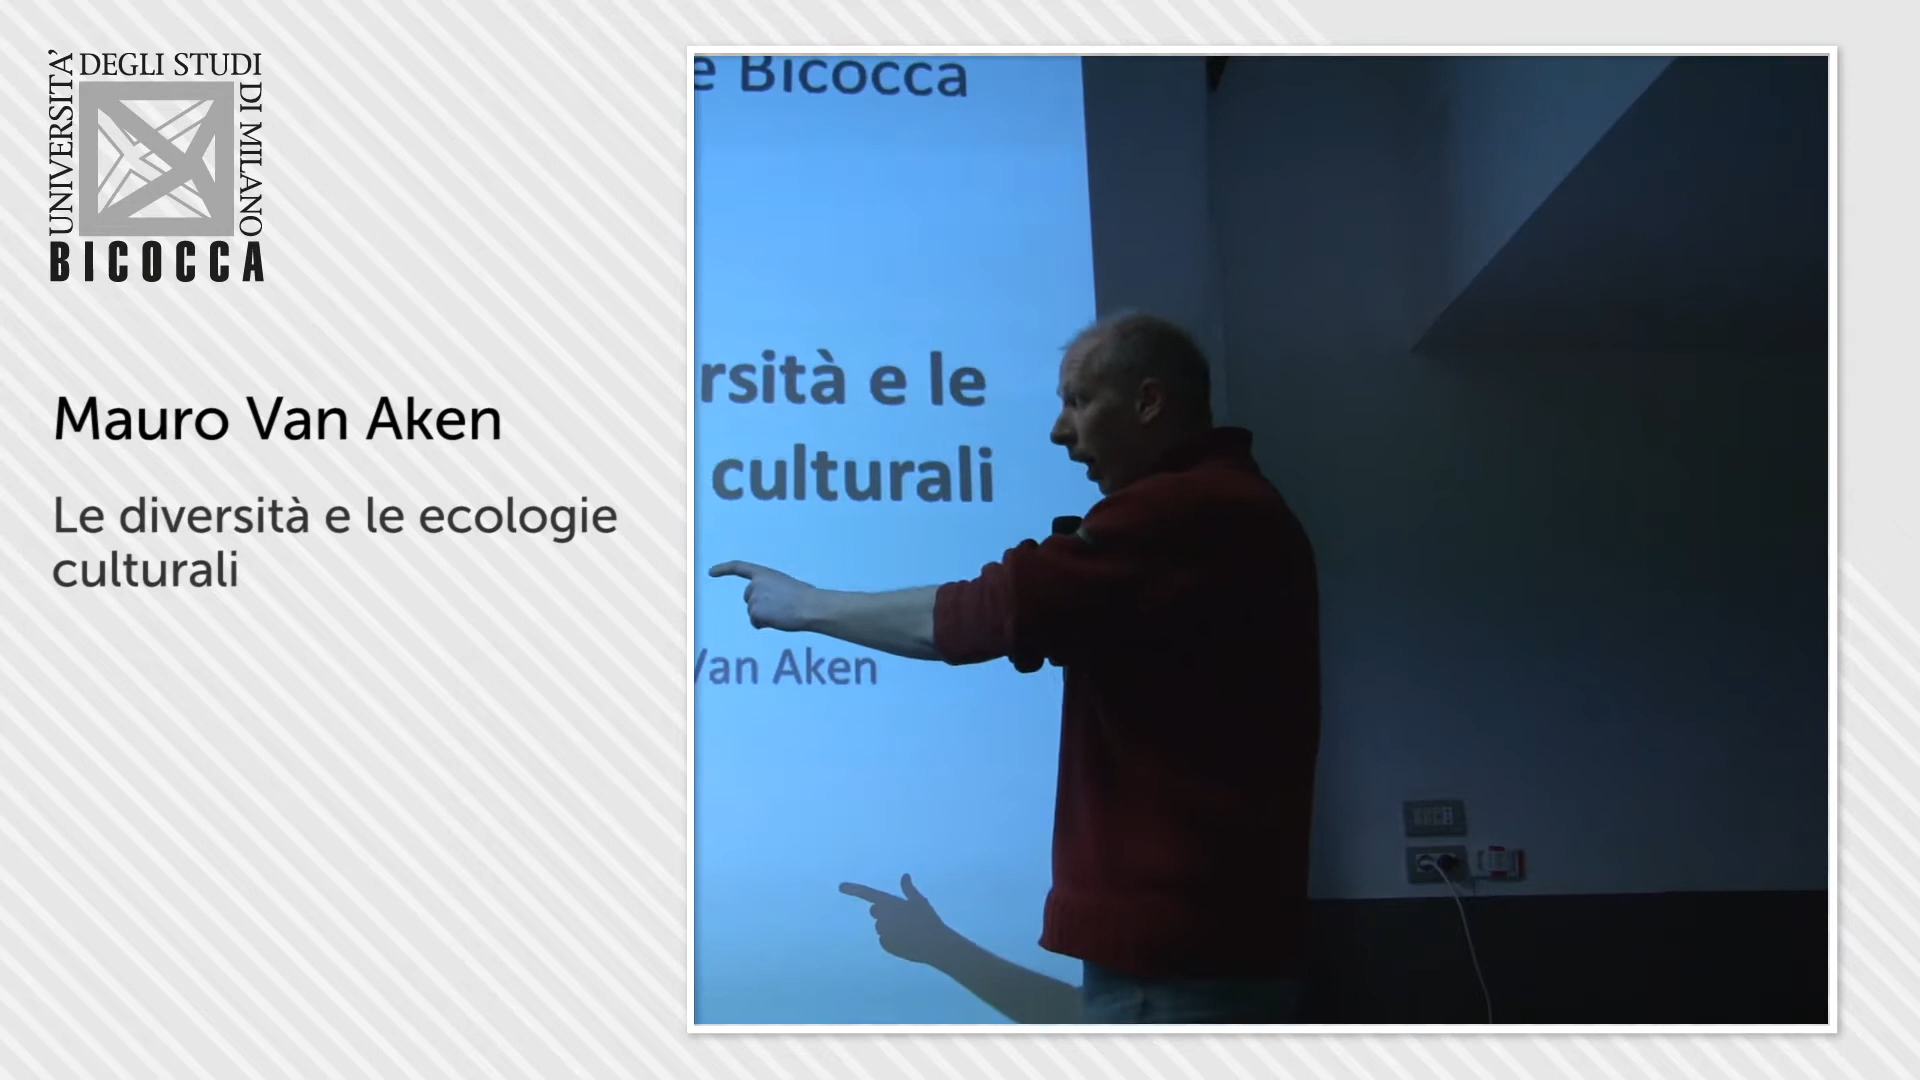 UNIVERSITA'
DEGLI STUDI
DI MILANO
BICOCCA
Mauro Van Aken
Le diversità e le ecologie
culturali
e Bicocca
rsità e le
culturali
Van Aken